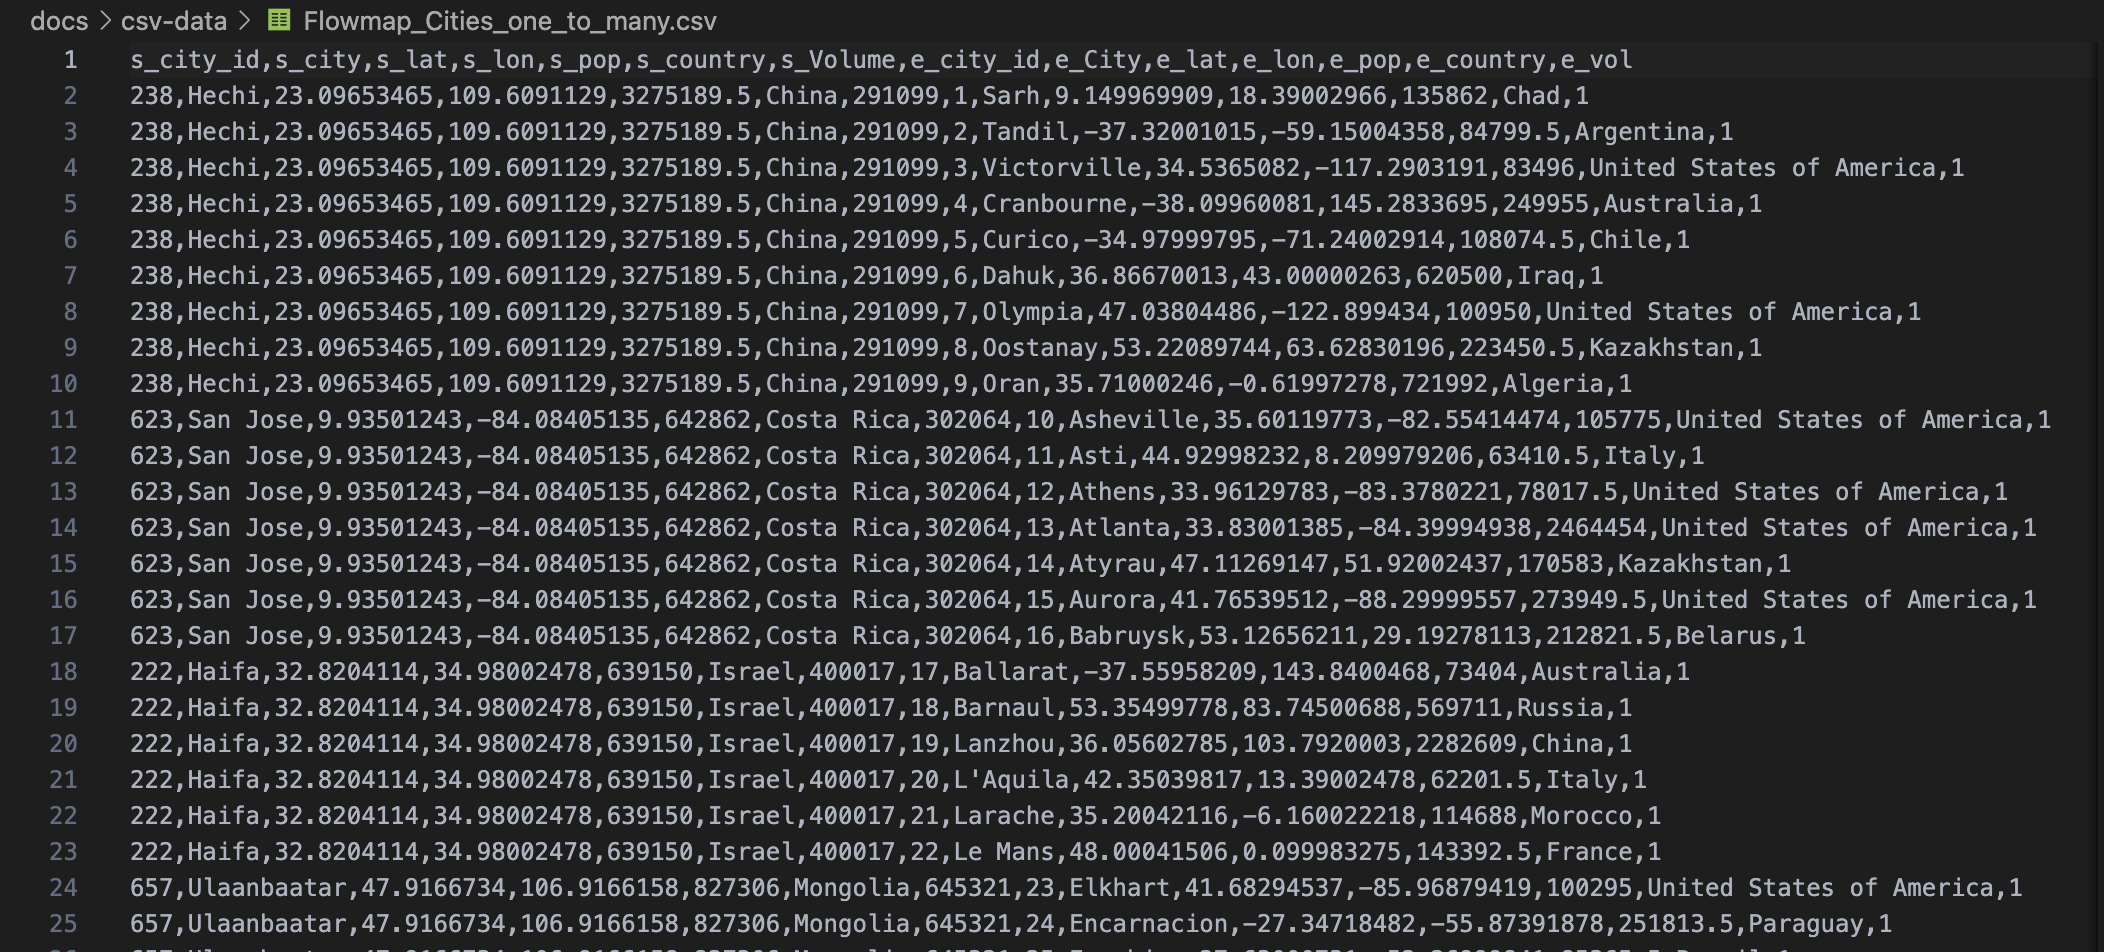 docs > csv-data > Flowmap_Cities_one_to_many.csv
1 s_city_id,s_city,s_lat,s_lon,s_pop,s_country,s_Volume,e_city_id,e_City,e_lat,e_lon,e_pop,e_country,e_vol
2 238,Hechi,23.09653465,109.6091129,3275189.5,China,291099,1,Sarh,9.149969909,18.39002966,135862,Chad,1
3 238,Hechi,23.09653465,109.6091129,3275189.5,China,291099,2,Tandil,-37.32001015,-59.15004358,84799.5,Argentina,1
4 238,Hechi,23.09653465,109.6091129,3275189.5,China,291099,3,Victorville,34.5365082,-117.2903191,83496,United States of America,1
5 238,Hechi,23.09653465,109.6091129,3275189.5,China,291099,4,Cranbourne,-38.09960081,145.2833695,249955,Australia,1
6 238,Hechi,23.09653465,109.6091129,3275189.5,China,291099,5,Curico,-34.97999795,-71.24002914,108074.5,Chile,1
7 238,Hechi,23.09653465,109.6091129,3275189.5,China,291099,6,Dahuk,36.86670013,43.00000263,620500,Iraq,1
8 238,Hechi,23.09653465,109.6091129,3275189.5,China,291099,7,Olympia,47.03804486,-122.899434,100950,United States of America,1
9 238,Hechi,23.09653465,109.6091129,3275189.5,China,291099,8,Oostanay,53.22089744,63.62830196,223450.5,Kazakhstan,1
10 238,Hechi,23.09653465,109.6091129,3275189.5,China,291099,9,Oran,35.71000246,-0.61997278,721992,Algeria,1
11 623,San Jose,9.93501243,-84.08405135,642862,Costa Rica,302064,10,Asheville,35.60119773,-82.55414474,105775,United States of America,1
12 623,San Jose,9.93501243,-84.08405135,642862,Costa Rica,302064,11,Asti,44.92998232,8.209979206,63410.5,Italy,1
13 623,San Jose,9.93501243,-84.08405135,642862,Costa Rica,302064,12,Athens,33.96129783,-83.3780221,78017.5,United States of America,1
14 623,San Jose,9.93501243,-84.08405135,642862,Costa Rica,302064,13,Atlanta,33.83001385,-84.39994938,2464454,United States of America,1
15 623,San Jose,9.93501243,-84.08405135,642862,Costa Rica,302064,14,Atyrau,47.11269147,51.92002437,170583,Kazakhstan,1
16 623,San Jose,9.93501243,-84.08405135,642862,Costa Rica,302064,15,Aurora,41.76539512,-88.29999557,273949.5,United States of America,1
17 623,San Jose,9.93501243,-84.08405135,642862,Costa Rica,302064,16,Babruysk,53.12656211,29.19278113,212821.5,Belarus,1
18 222,Haifa,32.8204114,34.98002478,639150,Israel,400017,17,Ballarat,-37.55958209,143.8400468,73404,Australia,1
19 222,Haifa,32.8204114,34.98002478,639150,Israel,400017,18,Barnaul,53.35499778,83.74500688,569711,Russia,1
20 222,Haifa,32.8204114,34.98002478,639150,Israel,400017,19,Lanzhou,36.05602785,103.7920003,2282609,China,1
21 222,Haifa,32.8204114,34.98002478,639150,Israel,400017,20,L'Aquila,42.35039817,13.39002478,62201.5,Italy,1
22 222,Haifa,32.8204114,34.98002478,639150,Israel,400017,21,Larache,35.20042116,-6.160022218,114688,Morocco,1
23 222,Haifa,32.8204114,34.98002478,639150,Israel,400017,22,Le Mans,48.00041506,0.099983275,143392.5,France,1
24 657,Ulaanbaatar,47.9166734,106.9166158,827306,Mongolia,645321,23,Elkhart,41.68294537,-85.96879419,100295,United States of America,1
25 657,Ulaanbaatar,47.9166734,106.9166158,827306,Mongolia,645321,24,Encarnacion,-27.34718482,-55.87391878,251813.5,Paraguay,1